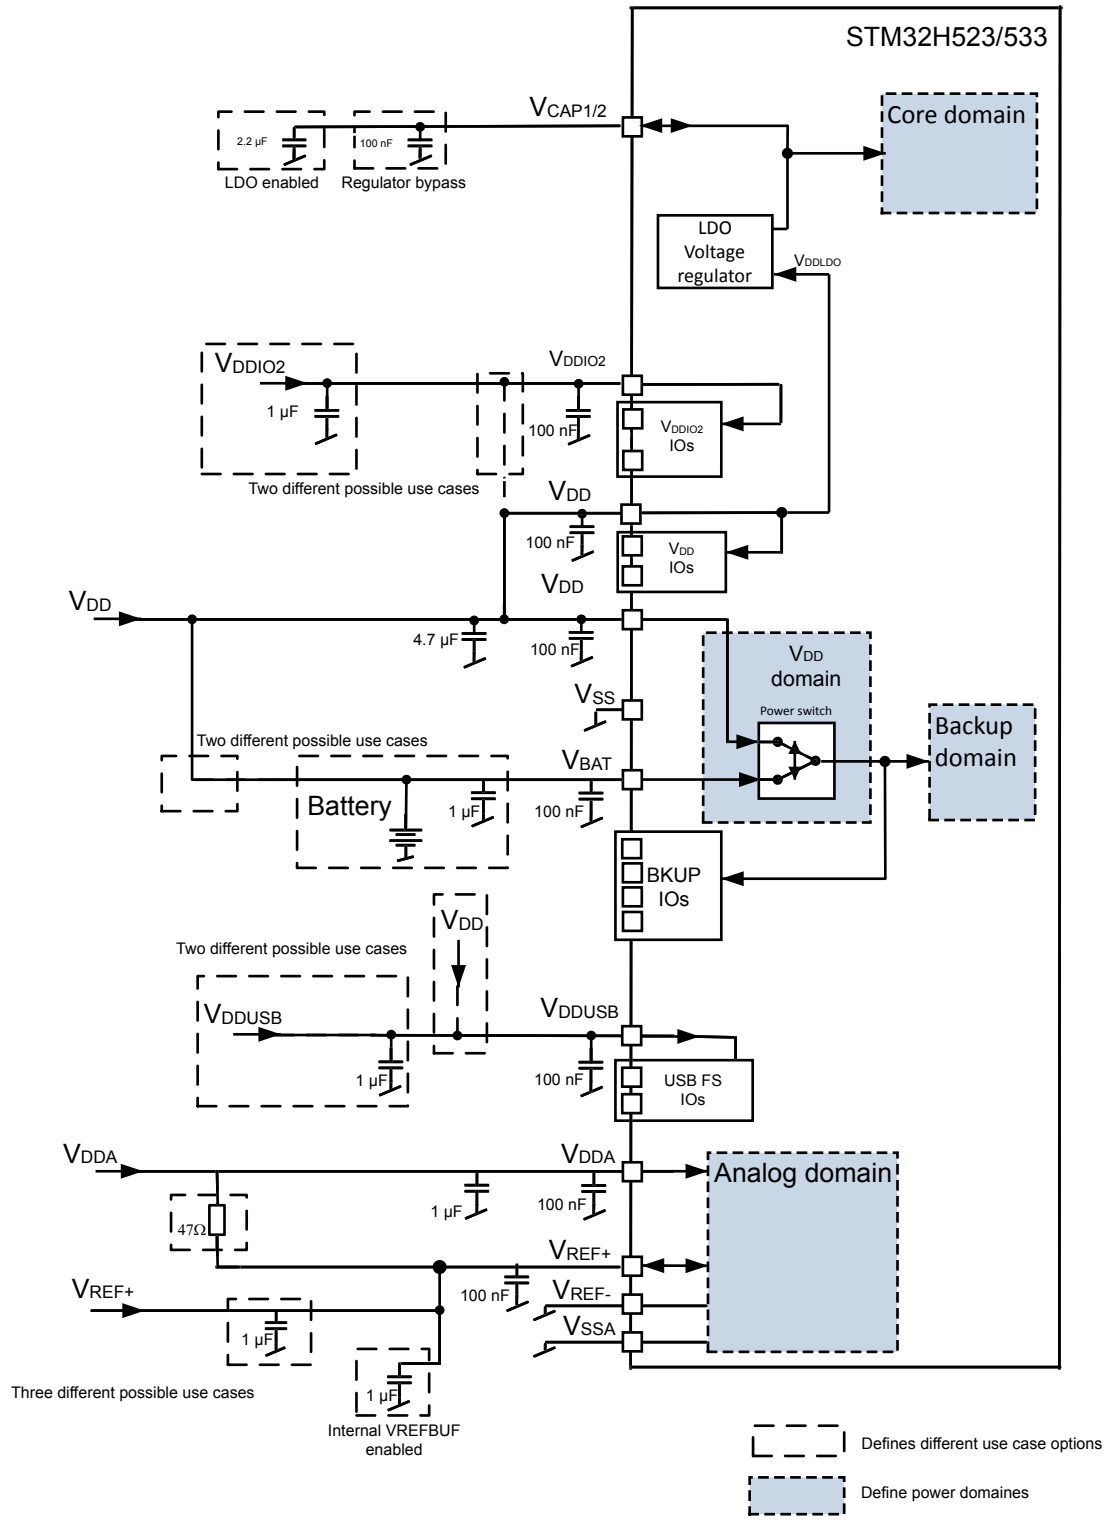 STM32H523/533
VCAP1/2
Core domain
2.2 µF
100 nF
LDO enabled
Regulator bypass
LDO
Voltage
regulator
VDDLDO
VDDIO2
VDDIO2
1 µF
100 nF
VDDIO2
IOs
Two different possible use cases
VDD
100 nF
VDD
IOs
VDD
VDD
4.7 µF
100 nF
VDD
domain
VSS
Power switch
Backup
domain
Two different possible use cases
VBAT
Battery
1 µF
100 nF
BKUP
IOs
VDD
Two different possible use cases
VDDUSB
VDDUSB
1 µF
100 nF
USB FS
IOs
VDDA
VDDA
Analog domain
1 µF
100 nF
47Ω
VREF+
VREF+
100 nF
VREF-
1 µF
VSSA
Three different possible use cases
1 µF
Internal VREFBUF
enabled
Defines different use case options
Define power domaines